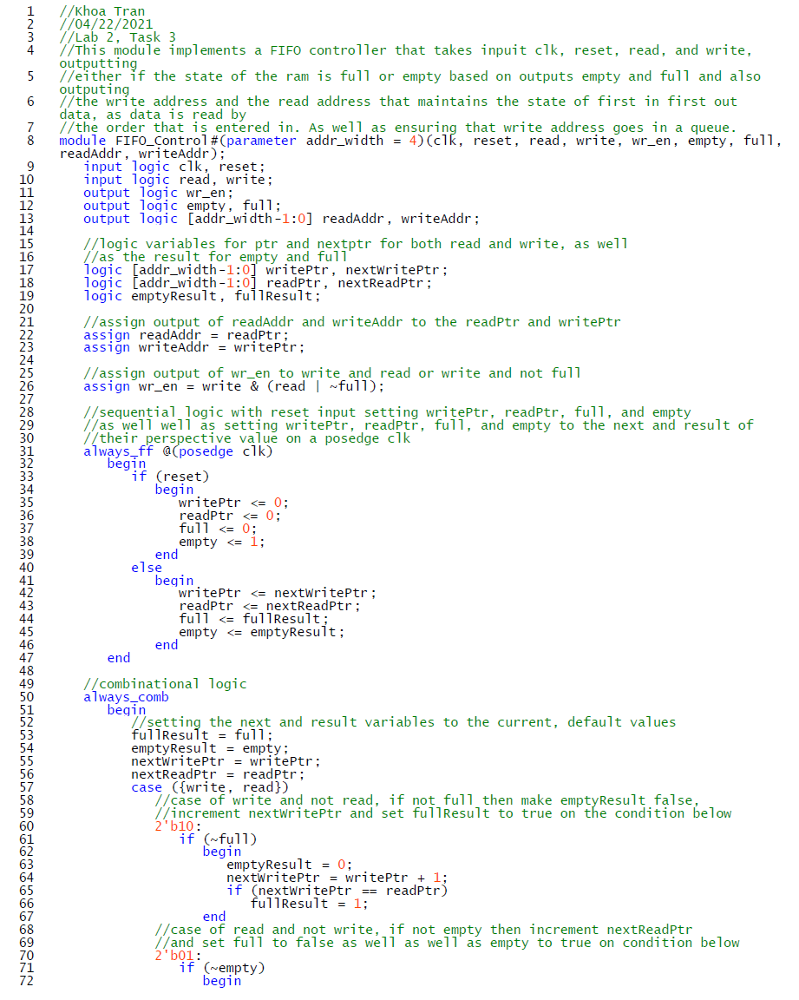 1 //Khoa Tran
2 //04/22/2021
3 //Lab 2, Task 3
4 //This module implements a FIFO controller that takes inpuit clk, reset, read, and write,
outputting
5 //either if the state of the ram is full or empty based on outputs empty and full and also
outputing
6 //the write address and the read address that maintains the state of first in first out
data, as data is read by
7 //the order that is entered in. As well as ensuring that write address goes in a queue.
8 module FIFO_Control#(parameter addr_width = 4)(clk, reset, read, write, wr_en, empty, full,
readAddr, writeAddr);
9 input logic clk, reset;
10 input logic read, write;
11 output logic wr_en;
12 output logic empty, full;
13 output logic [addr_width-1:0] readAddr, writeAddr;
14
15 //logic variables for ptr and nextptr for both read and write, as well
16 //as the result for empty and full
17 logic [addr_width-1:0] writePtr, nextWritePtr;
18 logic [addr_width-1:0] readPtr, nextReadPtr;
19 logic emptyResult, fullResult;
20
21 //assign output of readAddr and writeAddr to the readPtr and writePtr
22 assign readAddr = readPtr;
23 assign writeAddr = writePtr;
24
25 //assign output of wr_en to write and read or write and not full
26 assign wr_en = write & (read | ~full);
27
28 //sequential logic with reset input setting writePtr, readPtr, full, and empty
29 //as well well as setting writePtr, readPtr, full, and empty to the next and result of
30 //their perspective value on a posedge clk
31 always_ff @(posedge clk)
32 begin
33 if (reset)
34 begin
35 writePtr <= 0;
36 readPtr <= 0;
37 full <= 0;
38 empty <= 1;
39 end
40 else
41 begin
42 writePtr <= nextWritePtr;
43 readPtr <= nextReadPtr;
44 full <= fullResult;
45 empty <= emptyResult;
46 end
47 end
48
49 //combinational logic
50 always_comb
51 begin
52 //setting the next and result variables to the current, default values
53 fullResult = full;
54 emptyResult = empty;
55 nextWritePtr = writePtr;
56 nextReadPtr = readPtr;
57 case ({write, read})
58 //case of write and not read, if not full then make emptyResult false,
59 //increment nextWritePtr and set fullResult to true on the condition below
60 2'b10:
61 if (~full)
62 begin
63 emptyResult = 0;
64 nextWritePtr = writePtr + 1;
65 if (nextWritePtr == readPtr)
66 fullResult = 1;
67 end
68 //case of read and not write, if not empty then increment nextReadPtr
69 //and set full to false as well as well as empty to true on condition below
70 2'b01:
71 if (~empty)
72 begin